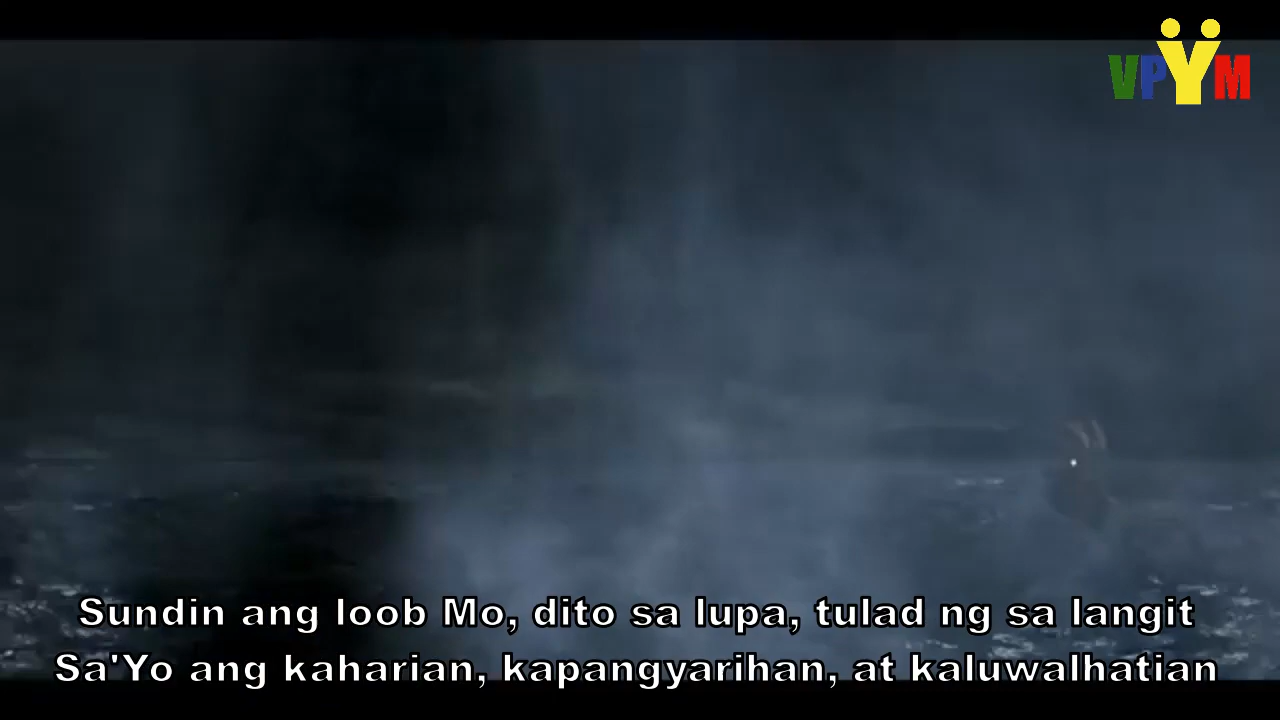 VPYM
Sundin ang loob Mo, dito sa lupa, tulad ng sa langit
Sa'Yo ang kaharian, kapangyarihan, at kaluwalhatian